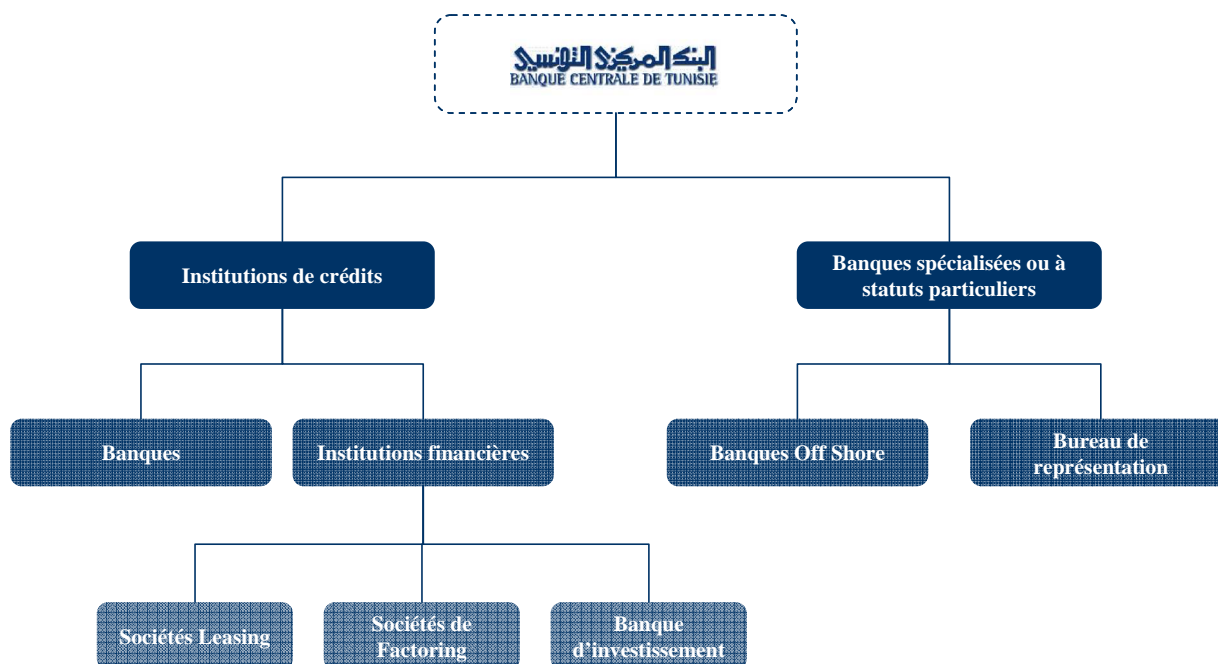 البنك المركزي التونسي
BANQUE CENTRALE DE TUNISIE
Institutions de crédits
Banques spécialisées ou à
statuts particuliers
Banques
Institutions financières
Banques Off Shore
Bureau de
représentation
Sociétés Leasing
Sociétés de
Factoring
Banque
d’investissement